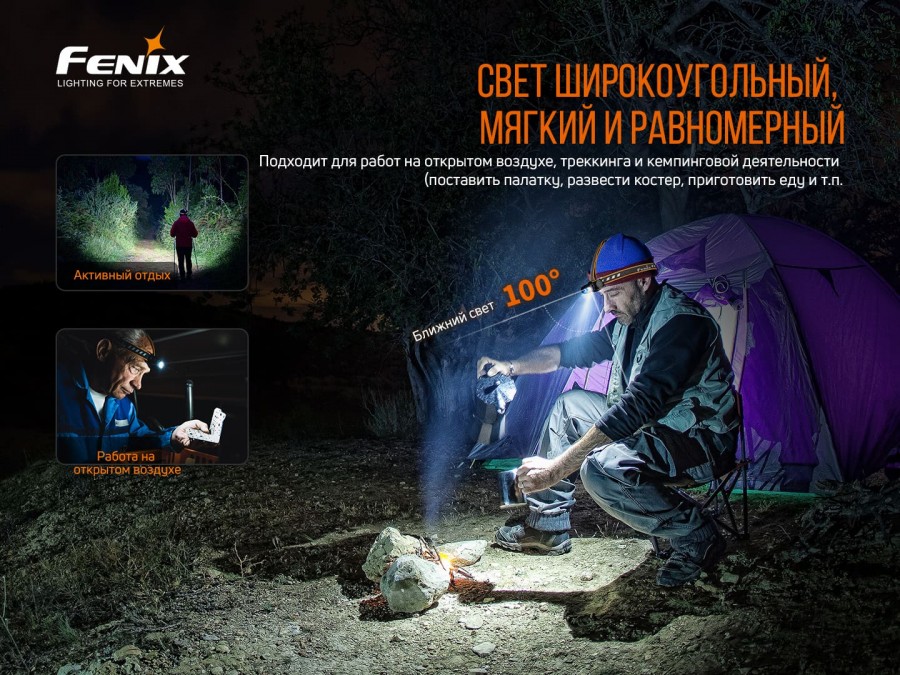 FENIX
LIGHTING FOR EXTREMES
СВЕТ ШИРОКОУГОЛЬНЫЙ,
МЯГКИЙ И РАВНОМЕРНЫЙ
Подходит для работ на открытом воздухе, треккинга и кемпинговой деятельности
(поставить палатку, развести костер, приготовить еду и т.п.
Активный отдых
Ближний свет 100°
Fenix
Работа на
открытом воздухе